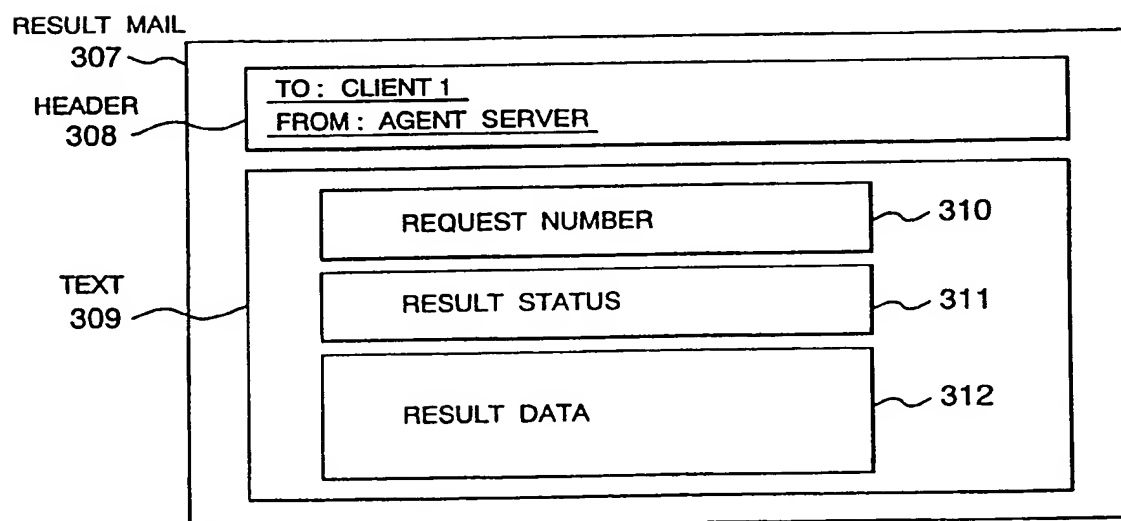 RESULT MAIL
307
HEADER
308
TO : CLIENT 1
FROM : AGENT SERVER
TEXT
309
REQUEST NUMBER
310
RESULT STATUS
311
RESULT DATA
312